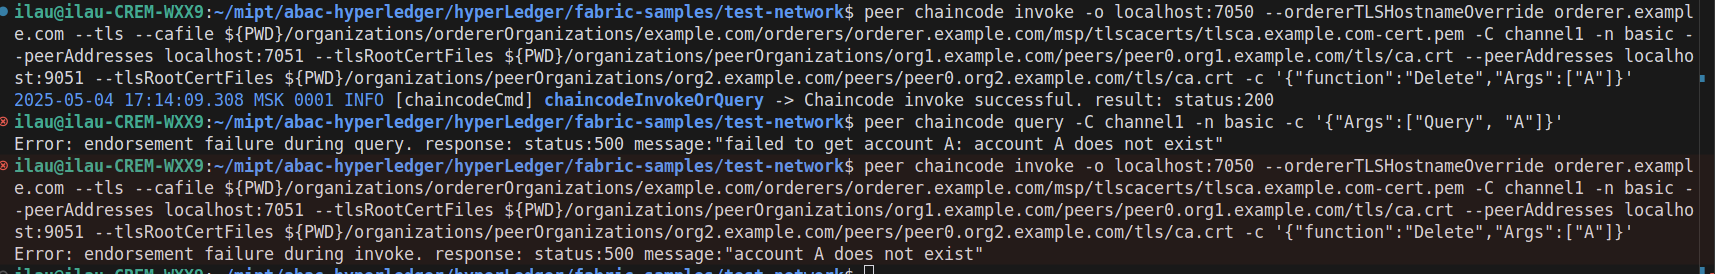 ilau@ilau-CREM-WXX9:~/mipt/abac-hyperledger/hyperLedger/fabric-samples/test-network$ peer chaincode invoke -o localhost:7050 --ordererTLSHostnameOverride orderer.exampl
e.com --tls --cafile ${PWD}/organizations/ordererOrganizations/example.com/orderers/orderer.example.com/msp/tlscacerts/tlsca.example.com-cert.pem -C channel1 -n basic -
-peerAddresses localhost:7051 --tlsRootCertFiles ${PWD}/organizations/peerOrganizations/org1.example.com/peers/peer0.org1.example.com/tls/ca.crt --peerAddresses localho
st:9051 --tlsRootCertFiles ${PWD}/organizations/peerOrganizations/org2.example.com/peers/peer0.org2.example.com/tls/ca.crt -c '{"function":"Delete","Args":["A"]}'
2025-05-04 17:14:09.308 MSK 0001 INFO [chaincodeCmd] chaincodeInvokeOrQuery -> Chaincode invoke successful. result: status:200
ilau@ilau-CREM-WXX9:~/mipt/abac-hyperledger/hyperLedger/fabric-samples/test-network$ peer chaincode query -C channel1 -n basic -c '{"Args":["Query", "A"]}'
Error: endorsement failure during query. response: status:500 message:"failed to get account A: account A does not exist"
ilau@ilau-CREM-WXX9:~/mipt/abac-hyperledger/hyperLedger/fabric-samples/test-network$ peer chaincode invoke -o localhost:7050 --ordererTLSHostnameOverride orderer.exampl
e.com --tls --cafile ${PWD}/organizations/ordererOrganizations/example.com/orderers/orderer.example.com/msp/tlscacerts/tlsca.example.com-cert.pem -C channel1 -n basic -
-peerAddresses localhost:7051 --tlsRootCertFiles ${PWD}/organizations/peerOrganizations/org1.example.com/peers/peer0.org1.example.com/tls/ca.crt --peerAddresses localho
st:9051 --tlsRootCertFiles ${PWD}/organizations/peerOrganizations/org2.example.com/peers/peer0.org2.example.com/tls/ca.crt -c '{"function":"Delete","Args":["A"]}'
Error: endorsement failure during invoke. response: status:500 message:"account A does not exist"
ilau@ilau-CREM-WXX9:~/mipt/abac-hyperledger/hyperLedger/fabric-samples/test-network$